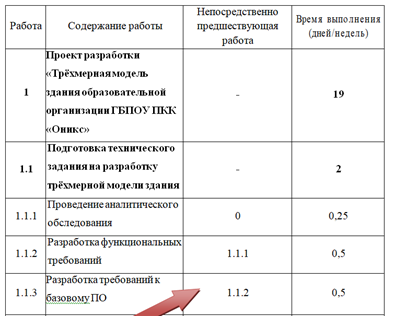 Работа
Содержание работы
Непосредственно
предшествующая
работа
Время выполнения
(дней/недель)
1
Проект разработки
«Трёхмерная модель
здания образовательной
организации ГБПОУ ПКК
«Оникс»
-
19
1.1
Подготовка технического
задания на разработку
трёхмерной модели здания
-
2
1.1.1
Проведение аналитического
обследования
0
0,25
1.1.2
Разработка функциональных
требований
1.1.1
0,5
1.1.3
Разработка требований к
базовому ПО
1.1.2
0,5